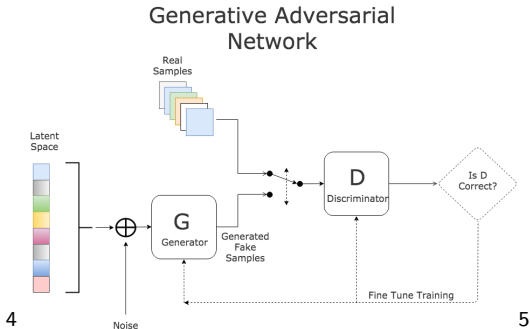 Generative Adversarial
Network
Real
Samples
Latent
Space
D
Discriminator
Is D
Correct?
G
Generator
Generated
Fake
Samples
Fine Tune Training
Noise
4
5